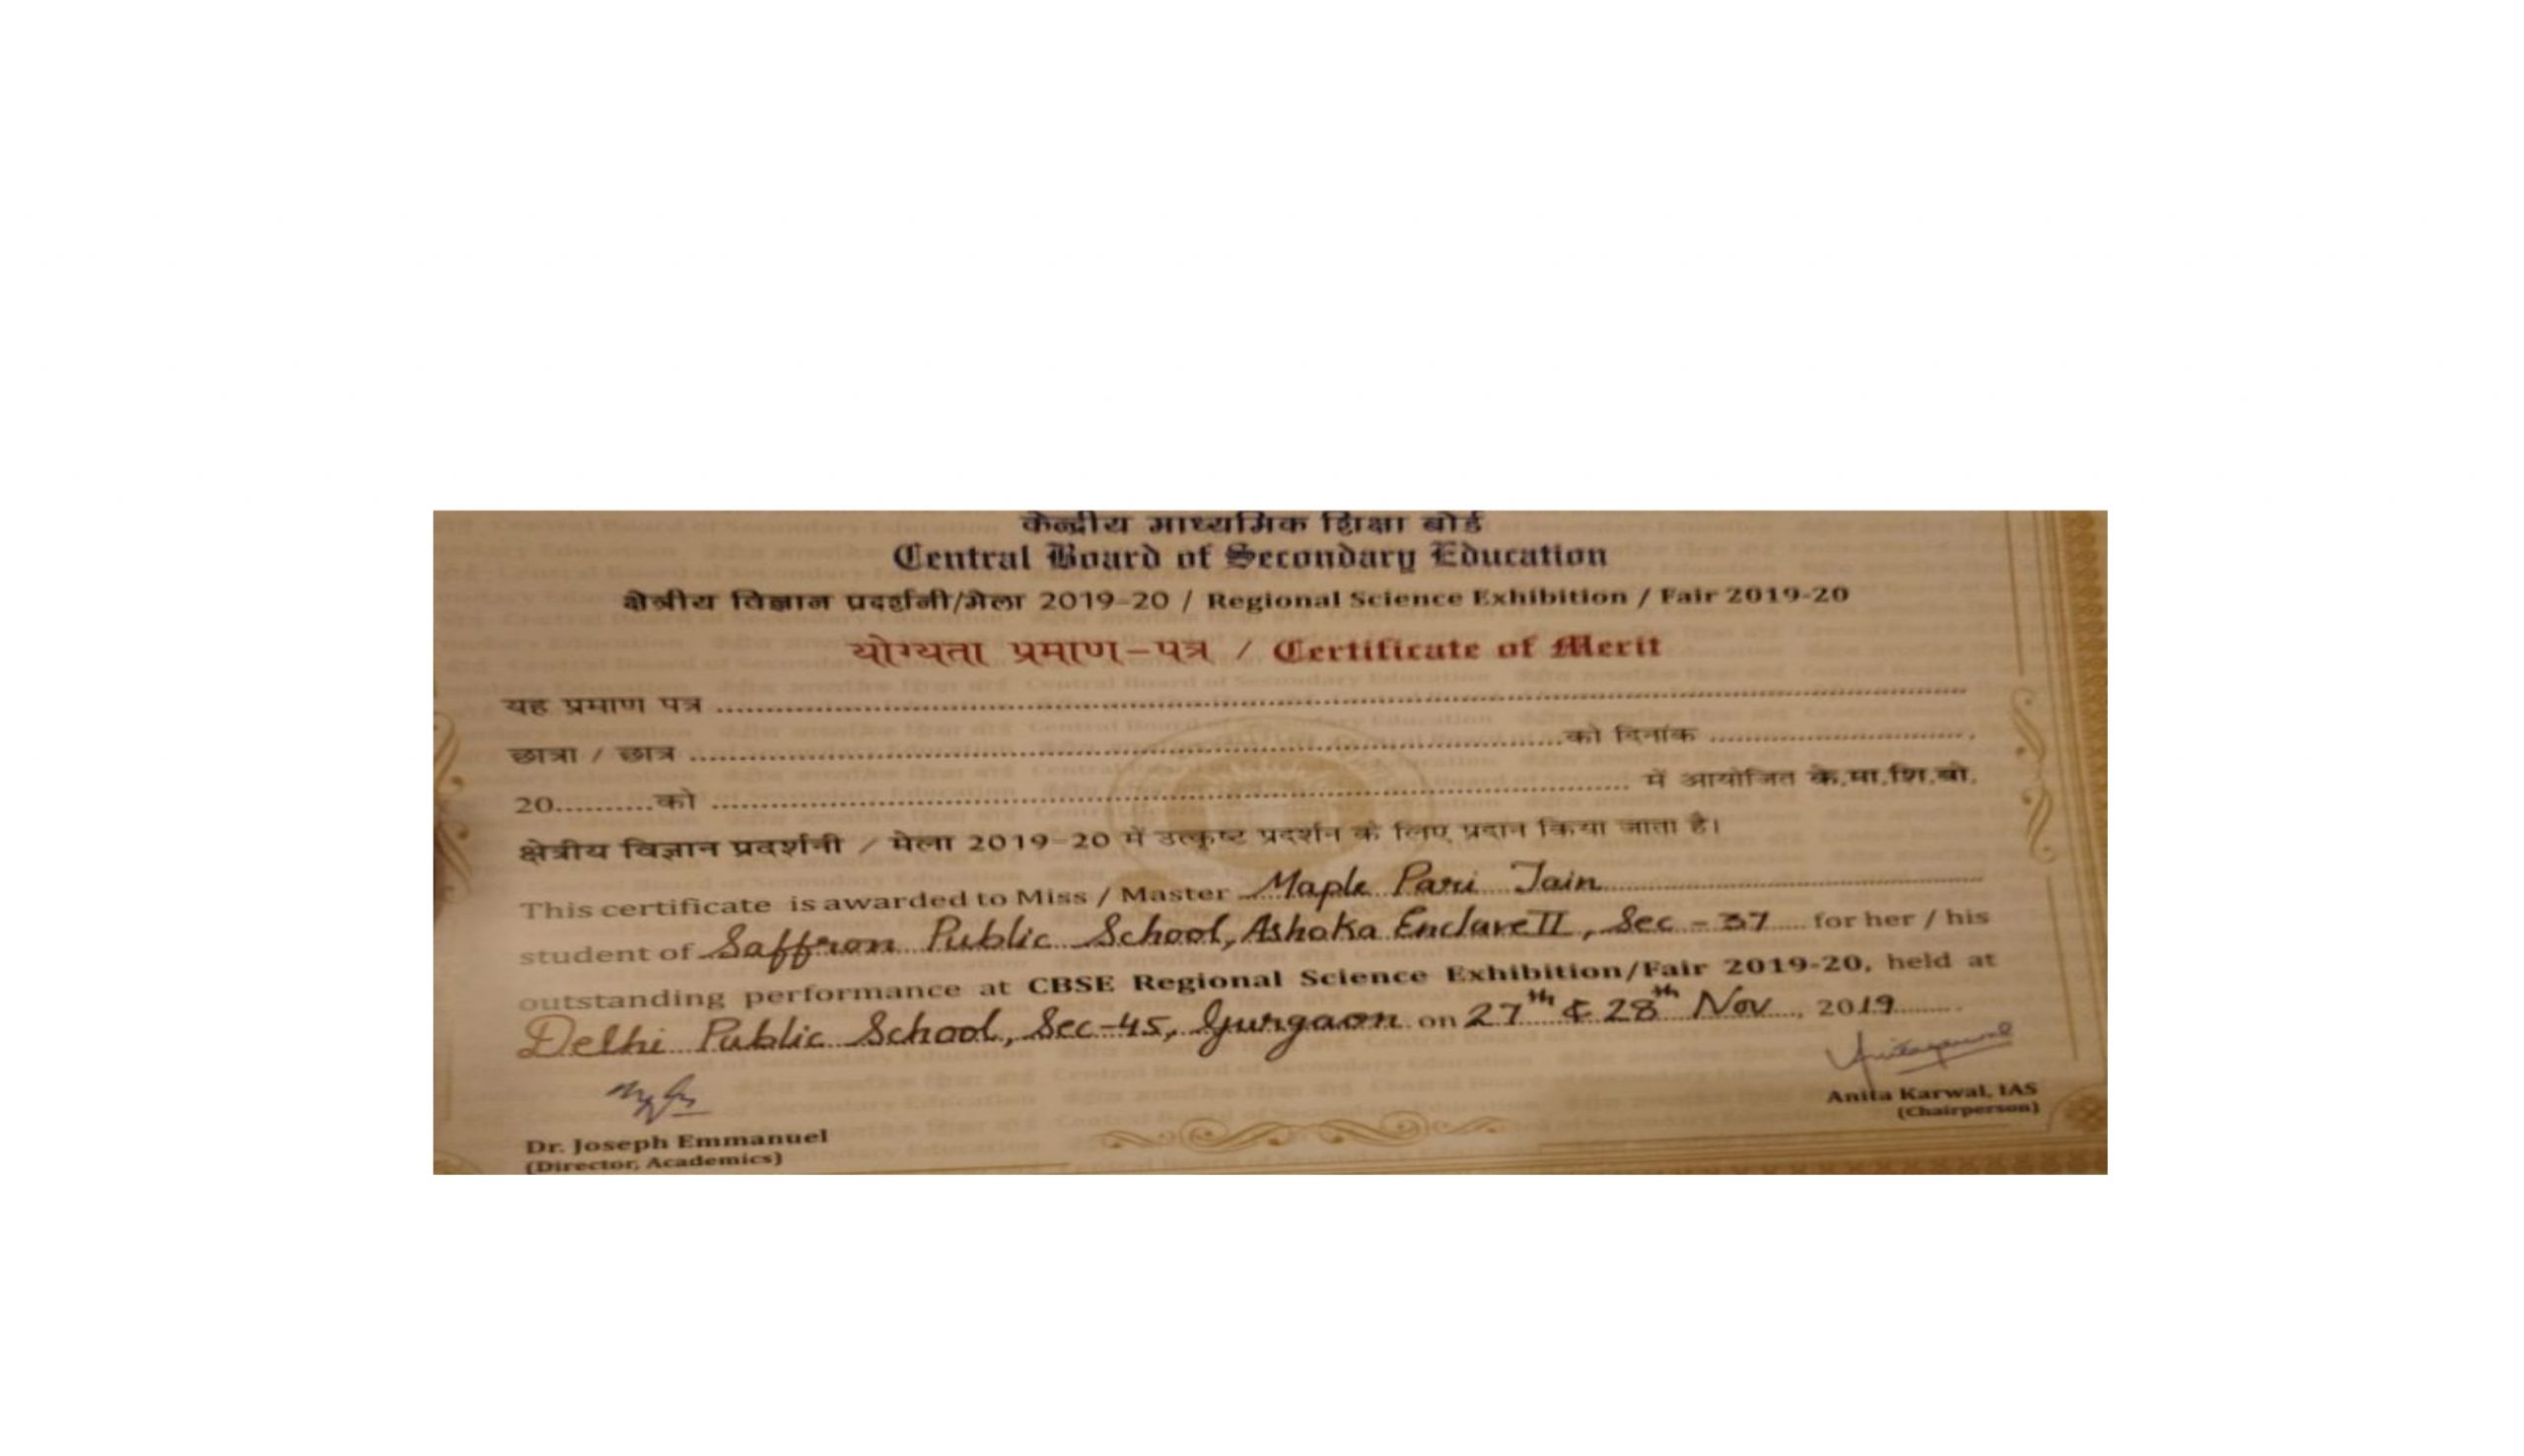 केन्द्रीय माध्यमिक शिक्षा बोर्ड
Central Board of Secondary Education
क्षेत्रीय विज्ञान प्रदर्शनी/मेला 2019-20 / Regional Science Exhibition / Fair 2019-20
योग्यता प्रमाण-पत्र / Certificate of Merit
यह प्रमाण पत्र ........................................
छात्रा / छात्र ........................................को दिनांक ....................
20..........को ........................................ में आयोजित के.मा.शि.बो.
क्षेत्रीय विज्ञान प्रदर्शनी / मेला 2019-20 में उत्कृष्ट प्रदर्शन के लिए प्रदान किया जाता है।
This certificate is awarded to Miss / Master Maple Pari Jain
student of Saffron Public School, Ashoka Enclave II, Sec - 37 for her / his
outstanding performance at CBSE Regional Science Exhibition/Fair 2019-20, held at
Delhi Public School, Sec-45, Gurgaon on 27th & 28th Nov, 2019
Dr. Joseph Emmanuel
(Director, Academics)
Anita Karwal, IAS
(Chairperson)